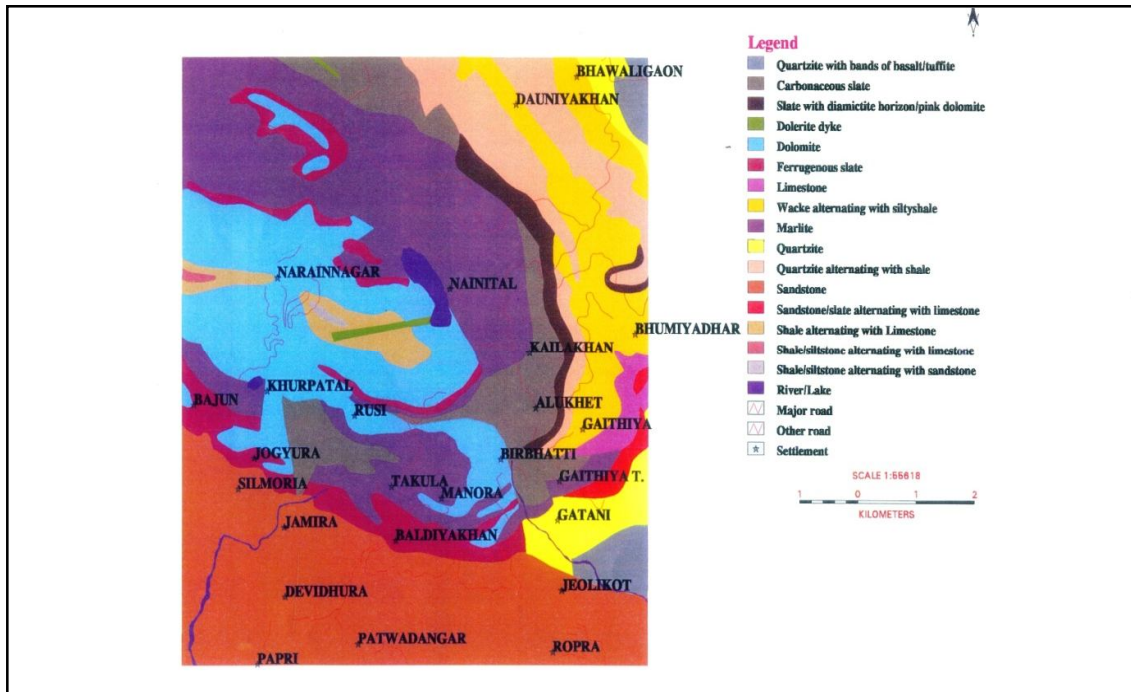 BHAWALIGAON
DAUNIYAKHAN
NARAINNAGAR
NAINITAL
BHUMIYADHAR
KAILAKHAN
KHURPATAL
BAJUN
RUSI
ALUKHET
GAITHIYA
JOGYURA
BIRBHATTI
SILMORIA
TAKULA
GAITHIYA T.
MANORA
JAMIRA
GATANI
BALDIYAKHAN
DEVIDHURA
JEOLIKOT
PATWADANGAR
ROPRA
PAPRI
Legend
Quartzite with bands of basalt/tuffite
Carbonaceous slate
Slate with diamictite horizon/pink dolomite
Dolerite dyke
Dolomite
Ferrugenous slate
Limestone
Wacke alternating with siltyshale
Marlite
Quartzite
Quartzite alternating with shale
Sandstone
Sandstone/slate alternating with limestone
Shale alternating with Limestone
Shale/siltstone alternating with limestone
Shale/siltstone alternating with sandstone
River/Lake
Major road
Other road
Settlement
SCALE 1:65618
1 0 1 2
KILOMETERS